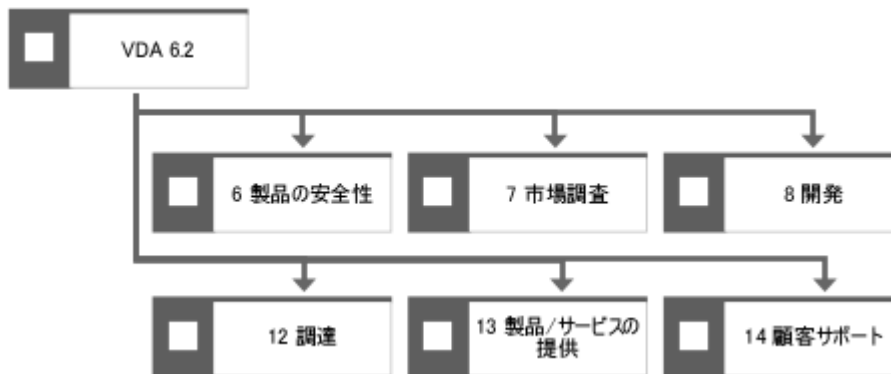 VDA 6.2
6 製品の安全性
7 市場調査
8 開発
12 調達
13 製品/サービスの
提供
14 顧客サポート